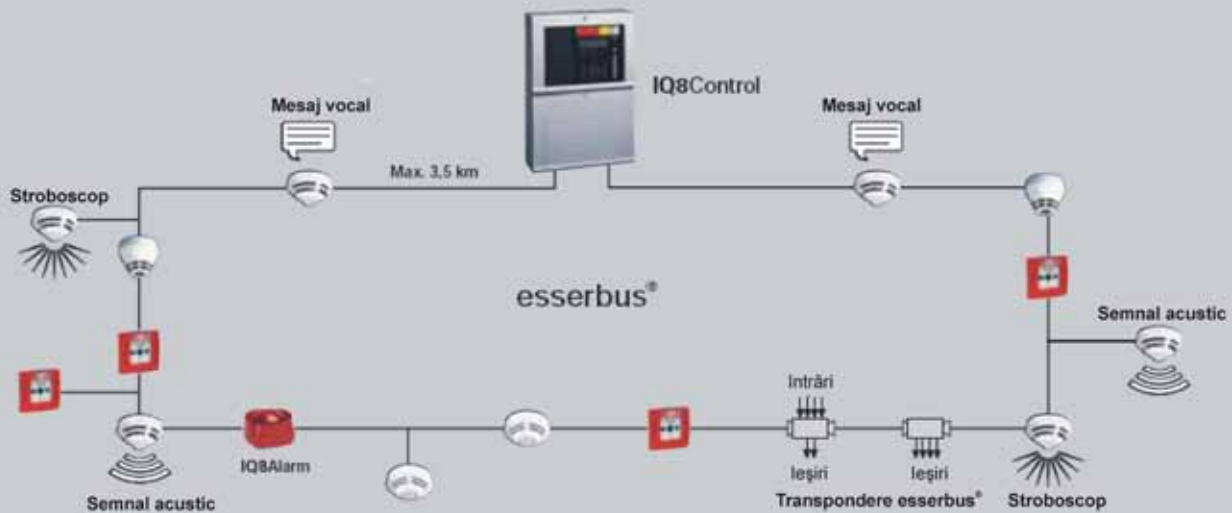 IQ8Control
Mesaj vocal
Mesaj vocal
Max. 3,5 km
Stroboscop
esserbus®
Semnal acustic
Intrări
IQ8Alarm
Ieşiri
Ieşiri
Semnal acustic
Transpondere esserbus®
Stroboscop